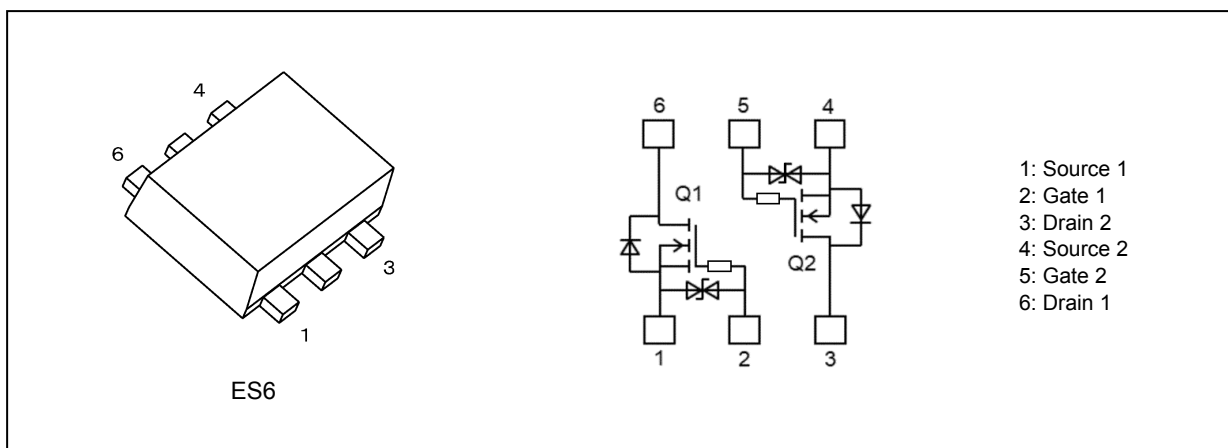 4
6
3
1
ES6
6 5 4
Q1
Q2
1 2 3
1: Source 1
2: Gate 1
3: Drain 2
4: Source 2
5: Gate 2
6: Drain 1